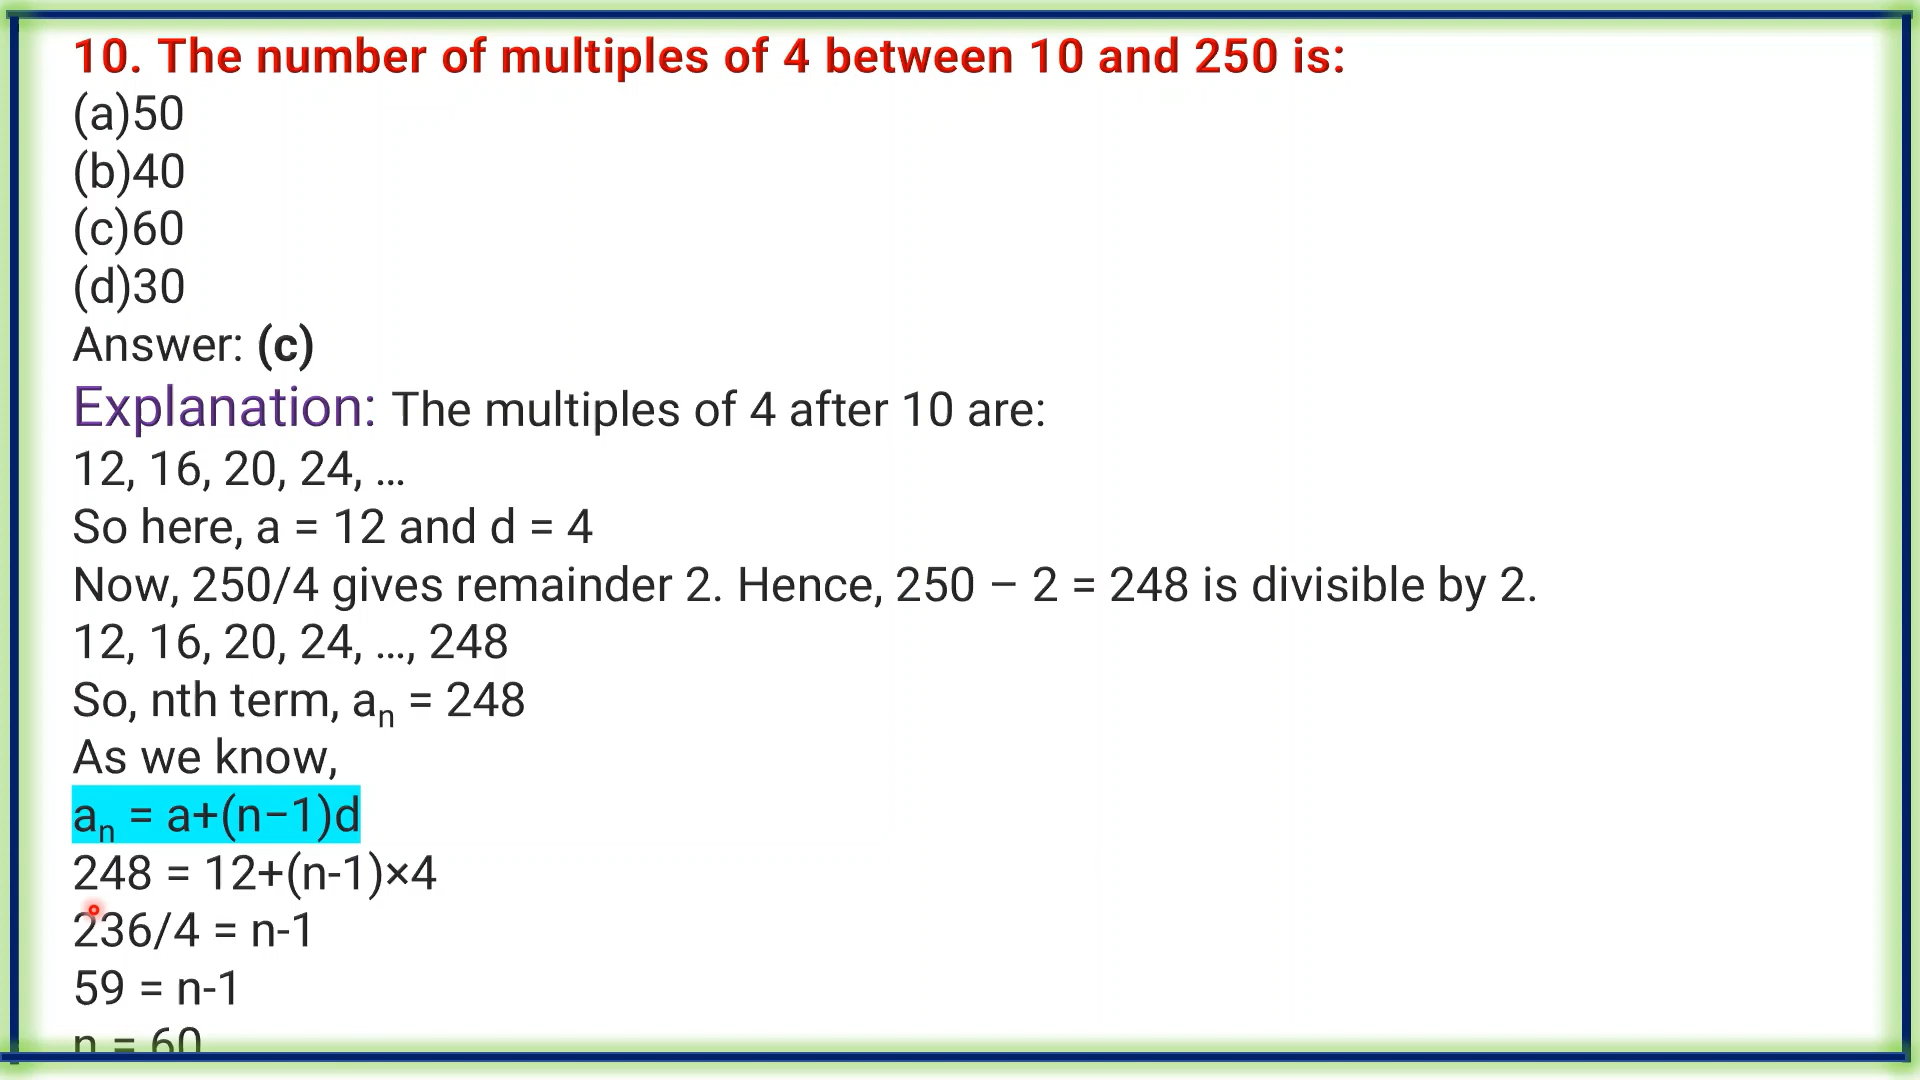 10. The number of multiples of 4 between 10 and 250 is:
(a)50
(b)40
(c)60
(d)30
Answer: (c)
Explanation: The multiples of 4 after 10 are:
12, 16, 20, 24, …
So here, a = 12 and d = 4
Now, 250/4 gives remainder 2. Hence, 250 – 2 = 248 is divisible by 2.
12, 16, 20, 24, …, 248
So, nth term, aₙ = 248
As we know,
aₙ = a+(n−1)d
248 = 12+(n-1)×4
236/4 = n-1
59 = n-1
n = 60